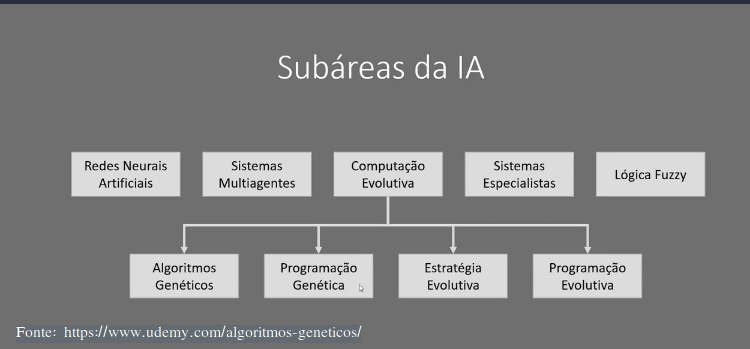 Subáreas da IA
Redes Neurais
Artificiais
Sistemas
Multiagentes
Computação
Evolutiva
Sistemas
Especialistas
Lógica Fuzzy
Algoritmos
Genéticos
Programação
Genética
Estratégia
Evolutiva
Programação
Evolutiva
Fonte: https://www.udemy.com/algoritmos-geneticos/